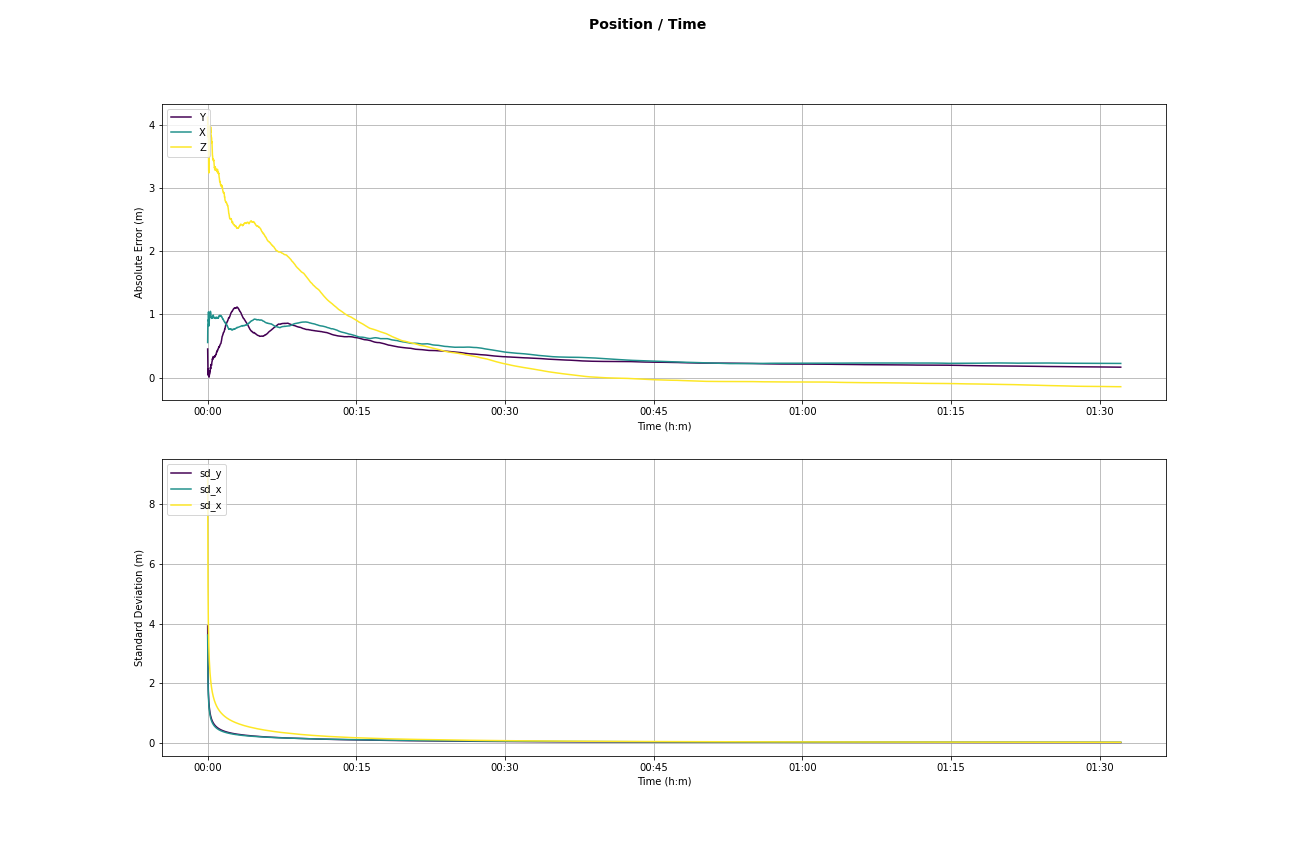 Position / Time
Y
X
Z
4
3
2
1
0
Absolute Error (m)
00:00 00:15 00:30 00:45 01:00 01:15 01:30
Time (h:m)
sd_y
sd_x
sd_x
8
6
4
2
0
Standard Deviation (m)
00:00 00:15 00:30 00:45 01:00 01:15 01:30
Time (h:m)